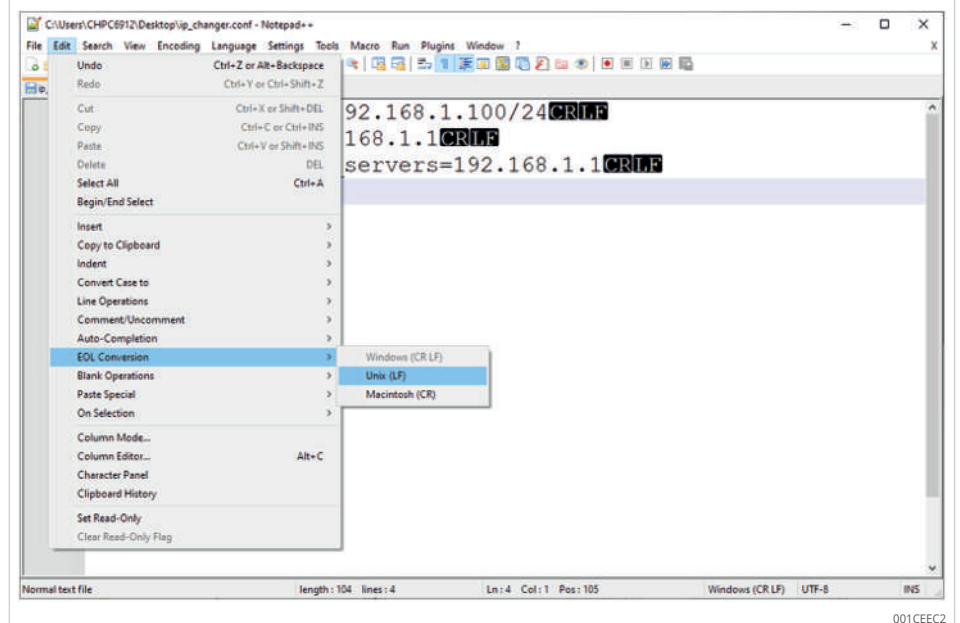 C:\Users\CHPC6912\Desktop\ip_changer.conf - Notepad++
File Edit Search View Encoding Language Settings Tools Macro Run Plugins Window ? X
Undo Ctrl+Z or Alt+Backspace
Redo Ctrl+Y or Ctrl+Shift+Z
Cut Ctrl+X or Shift+DEL
Copy Ctrl+C or Ctrl+INS
Paste Ctrl+V or Shift+INS
Delete DEL
Select All Ctrl+A
Begin/End Select
Insert
Copy to Clipboard
Indent
Convert Case to
Line Operations
Comment/Uncomment
Auto-Completion
EOL Conversion
Blank Operations
Paste Special
On Selection
Column Mode...
Column Editor... Alt+C
Character Panel
Clipboard History
Set Read-Only
Clear Read-Only Flag
Windows (CR LF)
Unix (LF)
Macintosh (CR)
92.168.1.100/24CRLF
168.1.1CRLF
servers=192.168.1.1CRLF
Normal text file length : 104 lines : 4 Ln : 4 Col : 1 Pos : 105 Windows (CR LF) UTF-8 INS
001CEEC2